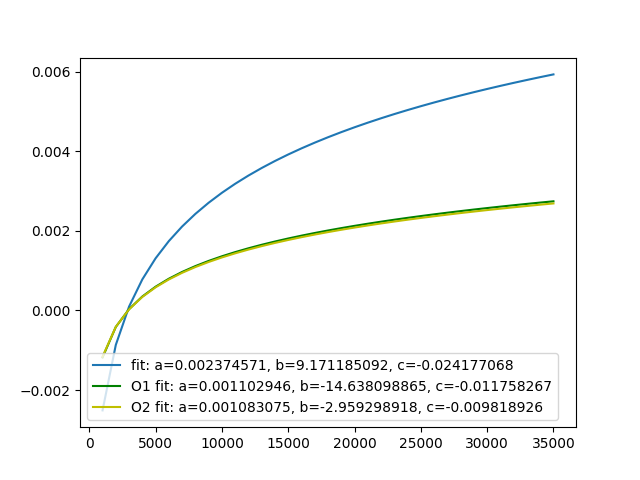 0.006
0.004
0.002
0.000
−0.002
fit: a=0.002374571, b=9.171185092, c=-0.024177068
O1 fit: a=0.001102946, b=-14.638098865, c=-0.011758267
O2 fit: a=0.001083075, b=-2.959298918, c=-0.009818926
0 5000 10000 15000 20000 25000 30000 35000